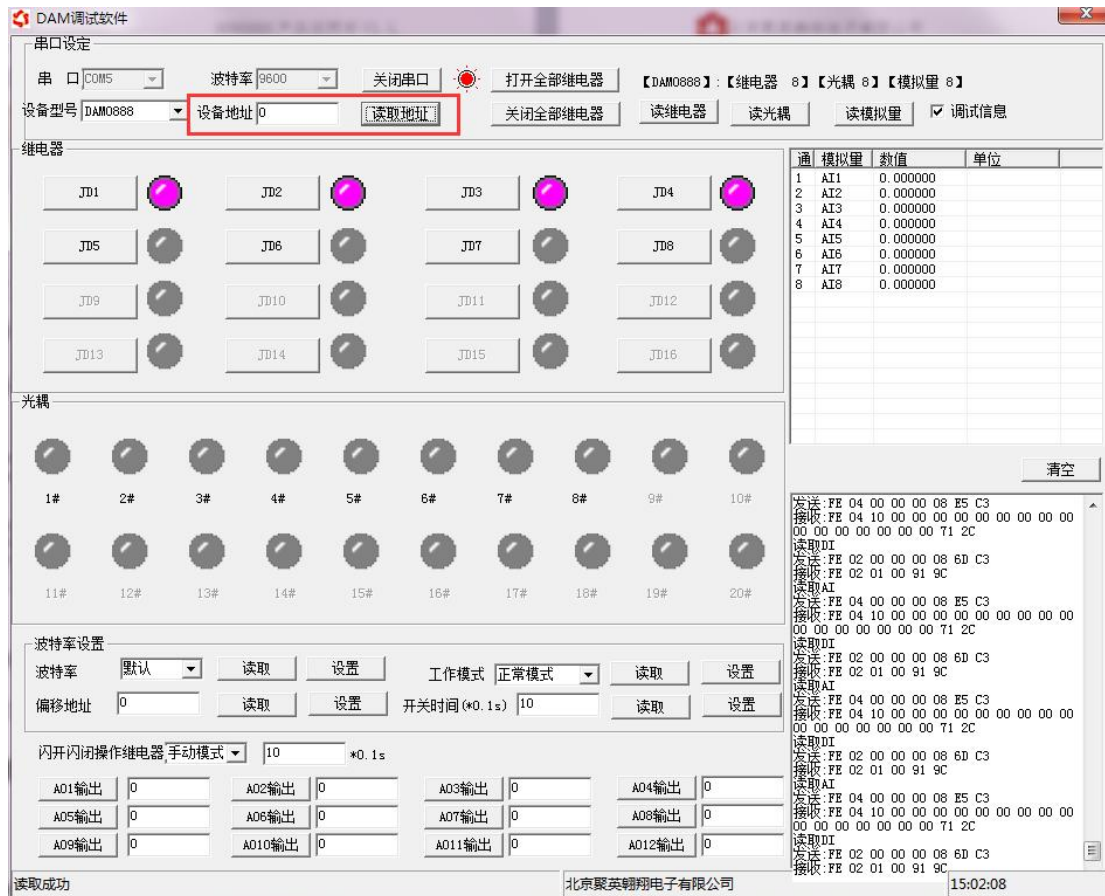 DAM调试软件
串口设定
串 口 COM5 波特率 9600 关闭串口 打开全部继电器 【DAM0888】:【继电器 8】【光耦 8】【模拟量 8】
设备型号 DAM0888 设备地址 0 读取地址 关闭全部继电器 读继电器 读光耦 读模拟量 调试信息
继电器
JD1 JD2 JD3 JD4
JD5 JD6 JD7 JD8
JD9 JD10 JD11 JD12
JD13 JD14 JD15 JD16
通 模拟量 数值 单位
1 AI1 0.000000
2 AI2 0.000000
3 AI3 0.000000
4 AI4 0.000000
5 AI5 0.000000
6 AI6 0.000000
7 AI7 0.000000
8 AI8 0.000000
光耦
1# 2# 3# 4# 5# 6# 7# 8# 9# 10#
11# 12# 13# 14# 15# 16# 17# 18# 19# 20#
清空
发送:FE 04 00 00 00 08 E5 C3
接收:FE 04 10 00 00 00 00 00 00 00 00 00
00 00 00 00 00 00 00 71 2C
读取DI
发送:FE 02 00 00 00 08 6D C3
接收:FE 02 01 00 91 9C
读取AI
发送:FE 04 00 00 00 08 E5 C3
接收:FE 04 10 00 00 00 00 00 00 00 00 00
00 00 00 00 00 00 00 71 2C
读取DI
发送:FE 02 00 00 00 08 6D C3
接收:FE 02 01 00 91 9C
读取AI
发送:FE 04 00 00 00 08 E5 C3
接收:FE 04 10 00 00 00 00 00 00 00 00 00
00 00 00 00 00 00 00 71 2C
读取DI
发送:FE 02 00 00 00 08 6D C3
接收:FE 02 01 00 91 9C
读取AI
发送:FE 04 00 00 00 08 E5 C3
接收:FE 04 10 00 00 00 00 00 00 00 00 00
00 00 00 00 00 00 00 71 2C
读取DI
发送:FE 02 00 00 00 08 6D C3
接收:FE 02 01 00 91 9C
波特率设置
波特率 默认 读取 设置 工作模式 正常模式 读取 设置
偏移地址 0 读取 设置 开关时间(*0.1s) 10 读取 设置
闪开闪闭操作继电器 手动模式 10 *0.1s
AO1输出 0 AO2输出 0 AO3输出 0 AO4输出 0
AO5输出 0 AO6输出 0 AO7输出 0 AO8输出 0
AO9输出 0 AO10输出 0 AO11输出 0 AO12输出 0
读取成功 北京聚英翱翔电子有限公司 15:02:08